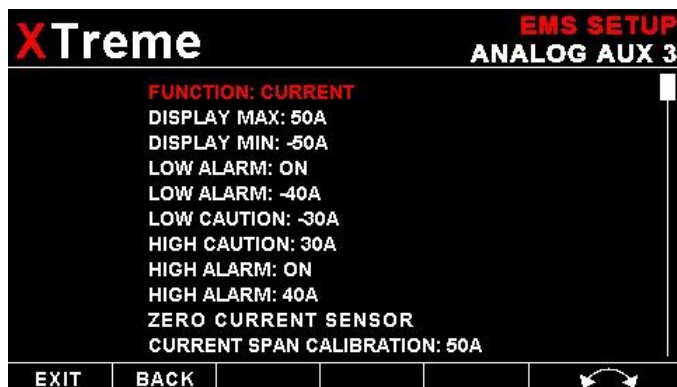 XTreme
EMS SETUP
ANALOG AUX 3
FUNCTION: CURRENT
DISPLAY MAX: 50A
DISPLAY MIN: -50A
LOW ALARM: ON
LOW ALARM: -40A
LOW CAUTION: -30A
HIGH CAUTION: 30A
HIGH ALARM: ON
HIGH ALARM: 40A
ZERO CURRENT SENSOR
CURRENT SPAN CALIBRATION: 50A
EXIT BACK